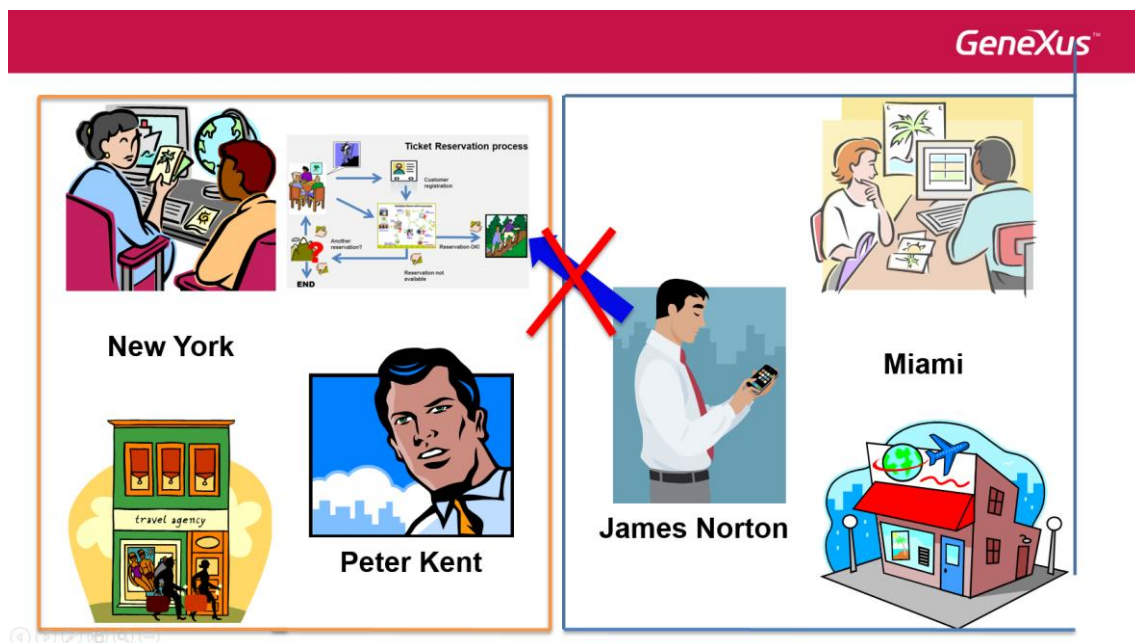 GeneXus™
Ticket Reservation process
Customer
registration
Another
reservation?
Reservation OK!
Reservation not
available
END
New York
travel agency
Peter Kent
James Norton
Miami